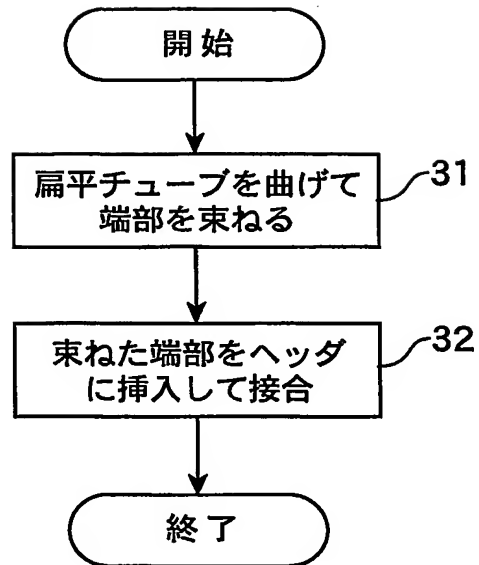 開始
扁平チューブを曲げて
端部を束ねる
31
束ねた端部をヘッダ
に挿入して接合
32
終了